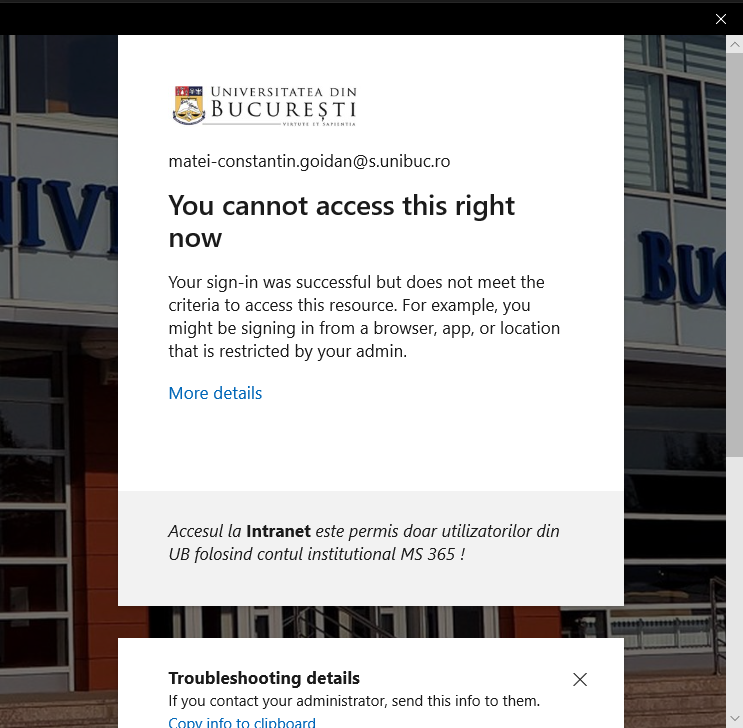 UNIVERSITATEA DIN
BUCUREȘTI
VIRTUTE ET SAPIENTIA
matei-constantin.goidan@s.unibuc.ro
You cannot access this right
now
Your sign-in was successful but does not meet the
criteria to access this resource. For example, you
might be signing in from a browser, app, or location
that is restricted by your admin.
More details
Accesul la Intranet este permis doar utilizatorilor din
UB folosind contul institutional MS 365 !
Troubleshooting details
If you contact your administrator, send this info to them.
Copy info to clipboard